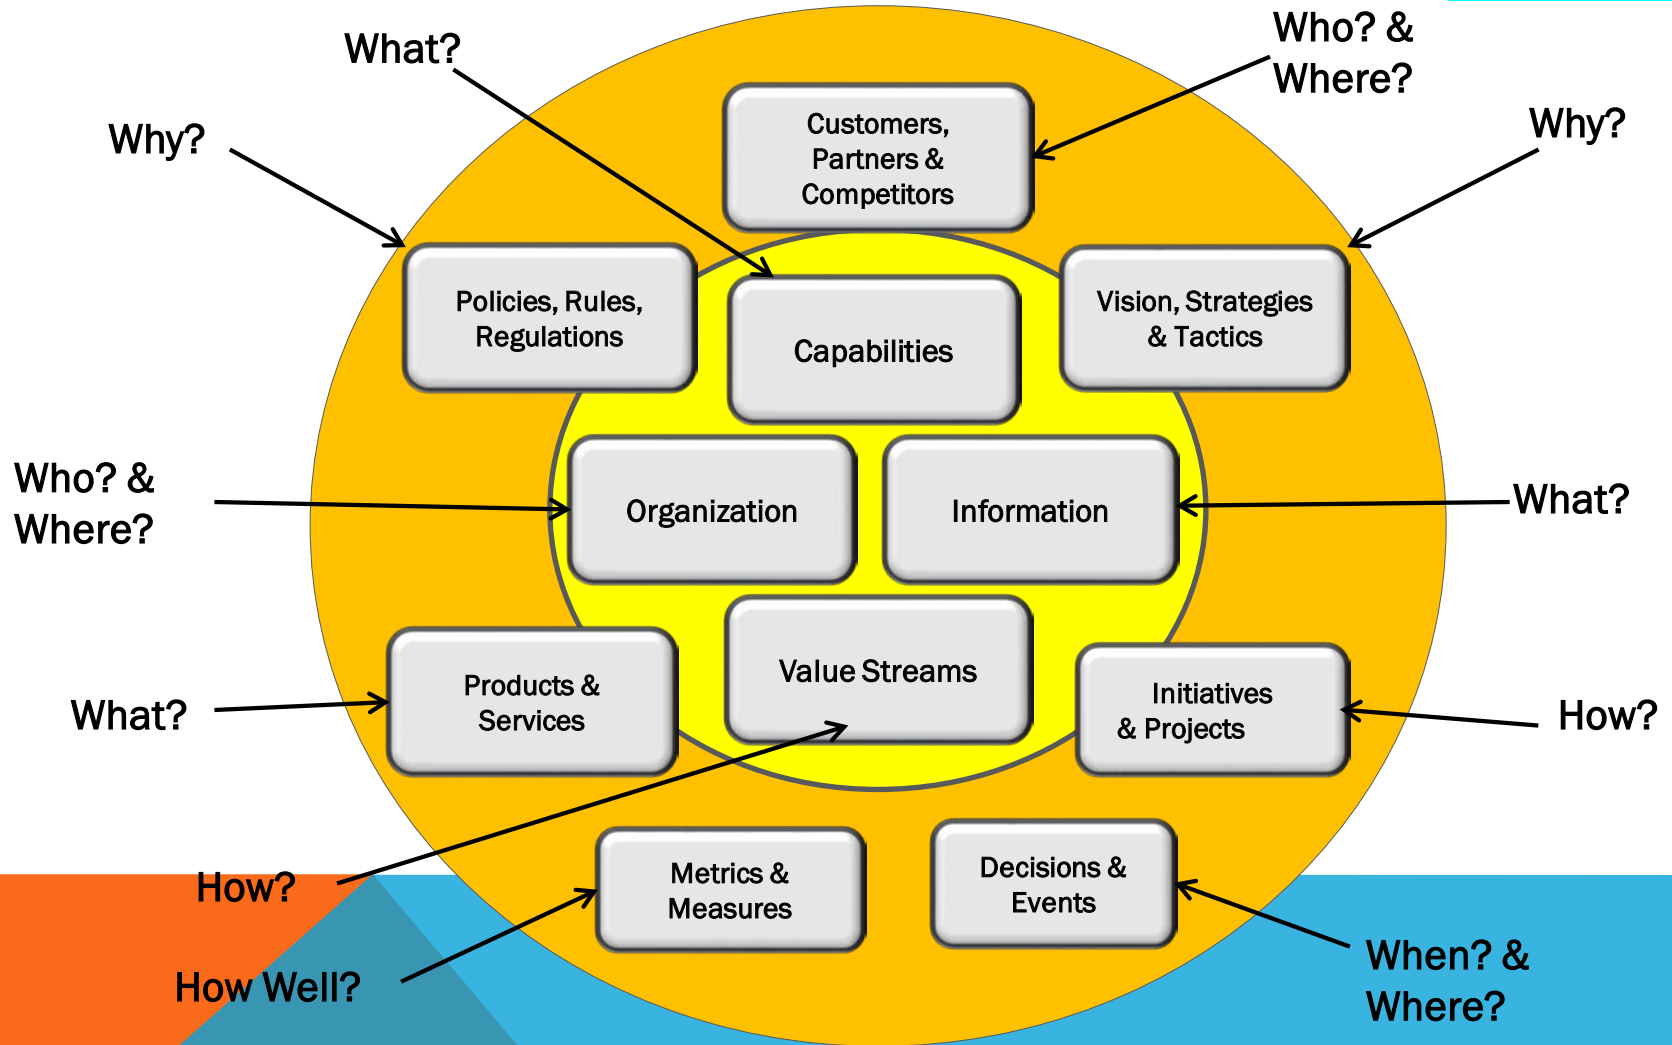 What?
Who? &
Where?
Why?
Why?
Customers,
Partners &
Competitors
Policies, Rules,
Regulations
Vision, Strategies
& Tactics
Capabilities
Who? &
Where?
Organization
Information
What?
What?
Products &
Services
Value Streams
Initiatives
& Projects
How?
How?
Metrics &
Measures
Decisions &
Events
How Well?
When? &
Where?